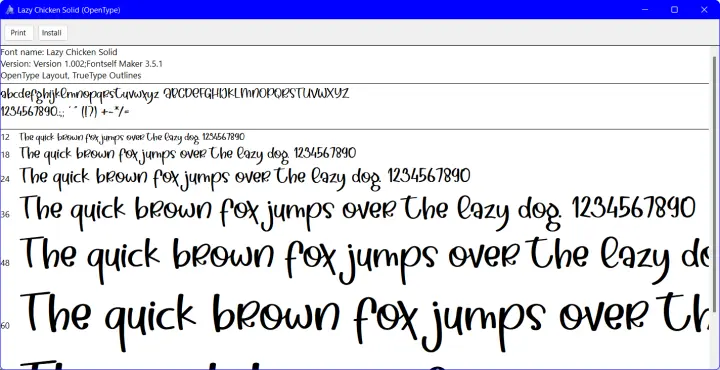 Lazy Chicken Solid (OpenType)
Print Install
Font name: Lazy Chicken Solid
Version: Version 1.002;Fontself Maker 3.5.1
OpenType Layout, TrueType Outlines
abcdefghijklmnopqrstuvwxyz ABCDEFGHIJKLMNOPQRSTUVWXYZ
1234567890.:,; ' " (!?) +-*/=
12 The quick brown fox jumps over the lazy dog. 1234567890
18 The quick brown fox jumps over the lazy dog. 1234567890
24 The quick brown fox jumps over the lazy dog. 1234567890
36 The quick brown fox jumps over the lazy dog. 1234567890
48 The quick brown fox jumps over the lazy do
60 The quick brown fox jumps over th